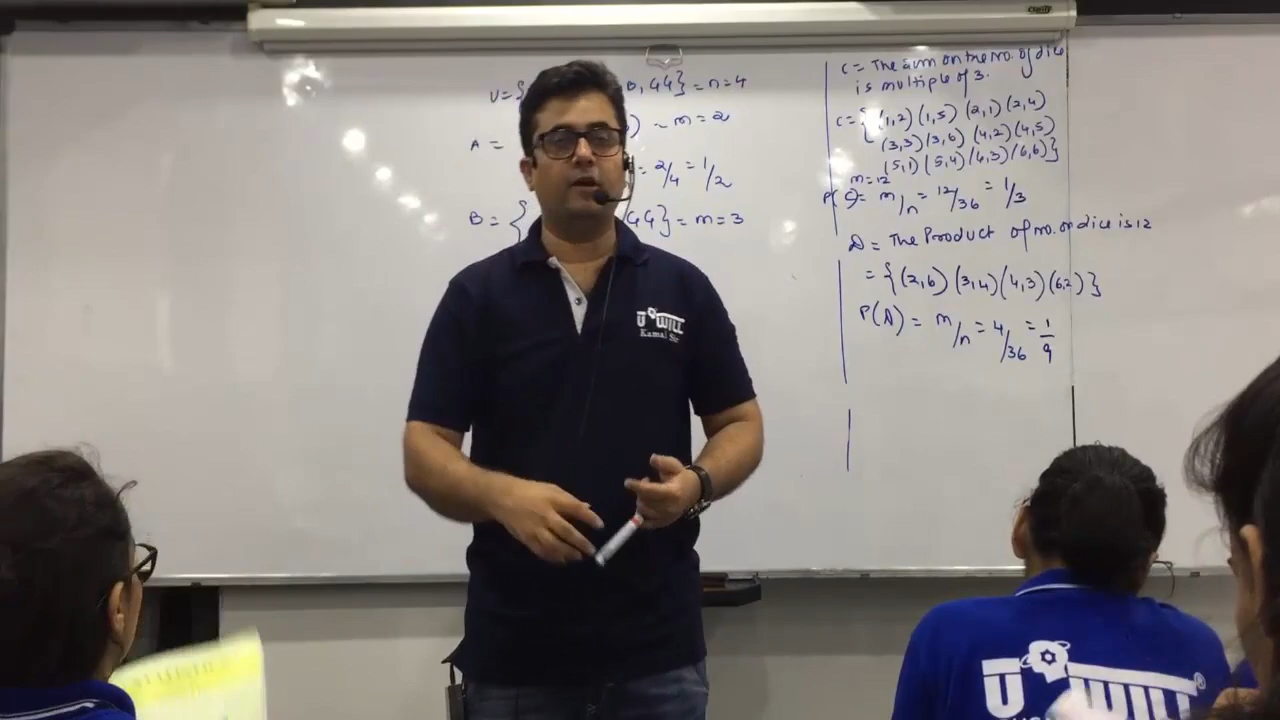 U={ B, GG} = n=4
A = ) – m=2
= 2/4 = 1/2
B = { GG} = m=3
C = The sum on the no. of dice
is multiple of 3.
C = { (1,2) (1,5) (2,1) (2,4)
(3,3) (3,6) (4,2) (4,5)
(5,1) (5,4) (6,3) (6,6)}
m=12
P(C)= m/n = 12/36 = 1/3
D = The Product of no. on dice is 12
= {(2,6) (3,4) (4,3) (6,2)}
P(D) = m/n = 4/36 = 1/9
U WILL
Kamal Sir
U WILL®